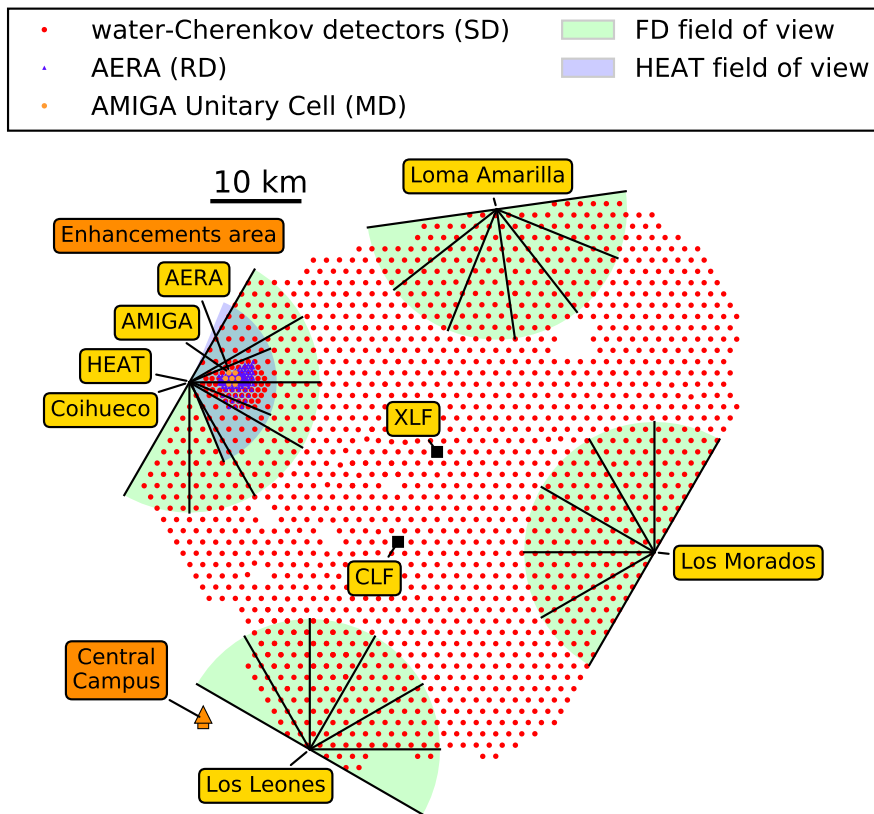 water-Cherenkov detectors (SD)
AERA (RD)
AMIGA Unitary Cell (MD)
FD field of view
HEAT field of view
10 km
Loma Amarilla
Enhancements area
AERA
AMIGA
HEAT
Coihueco
XLF
CLF
Los Morados
Central
Campus
Los Leones